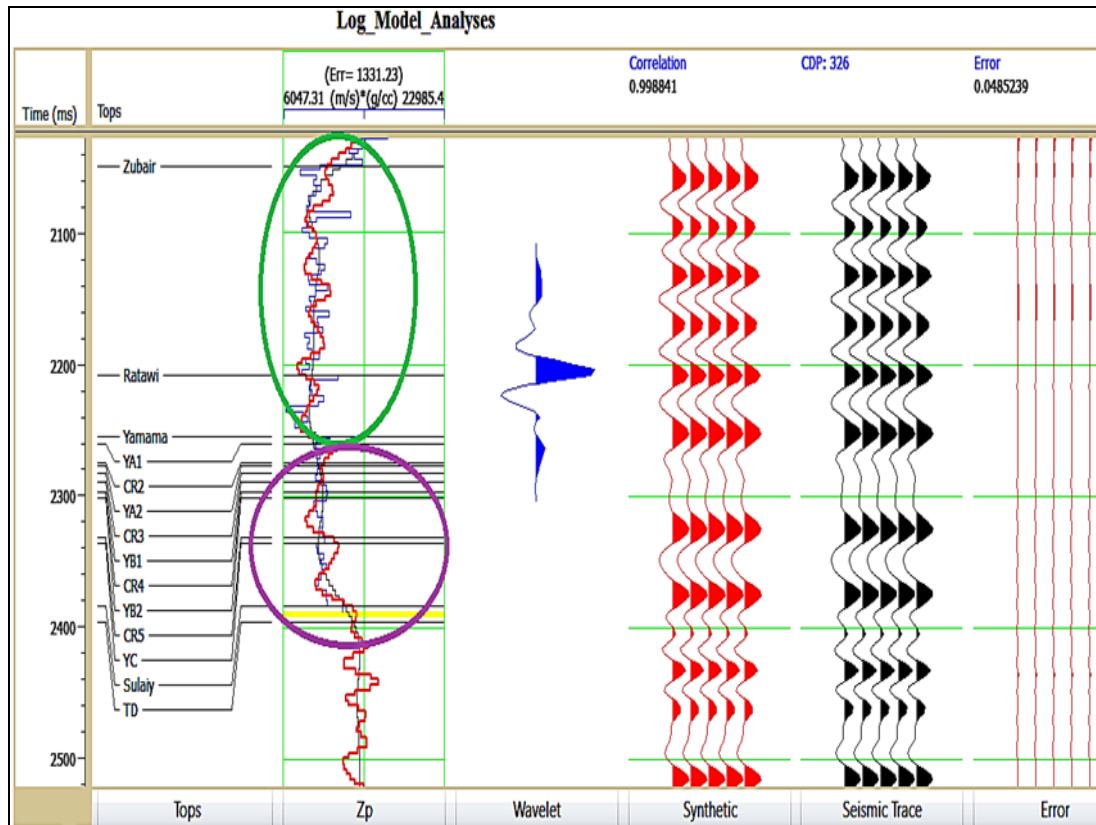 Log_Model_Analyses
Time (ms)
Tops
(Err= 1331.23)
6047.31 (m/s)*(g/cc) 22985.4
Correlation
0.998841
CDP: 326
Error
0.0485239
2100
2200
2300
2400
2500
Zubair
Ratawi
Yamama
YA1
CR2
YA2
CR3
YB1
CR4
YB2
CR5
YC
Sulaiy
TD
Tops
Zp
Wavelet
Synthetic
Seismic Trace
Error